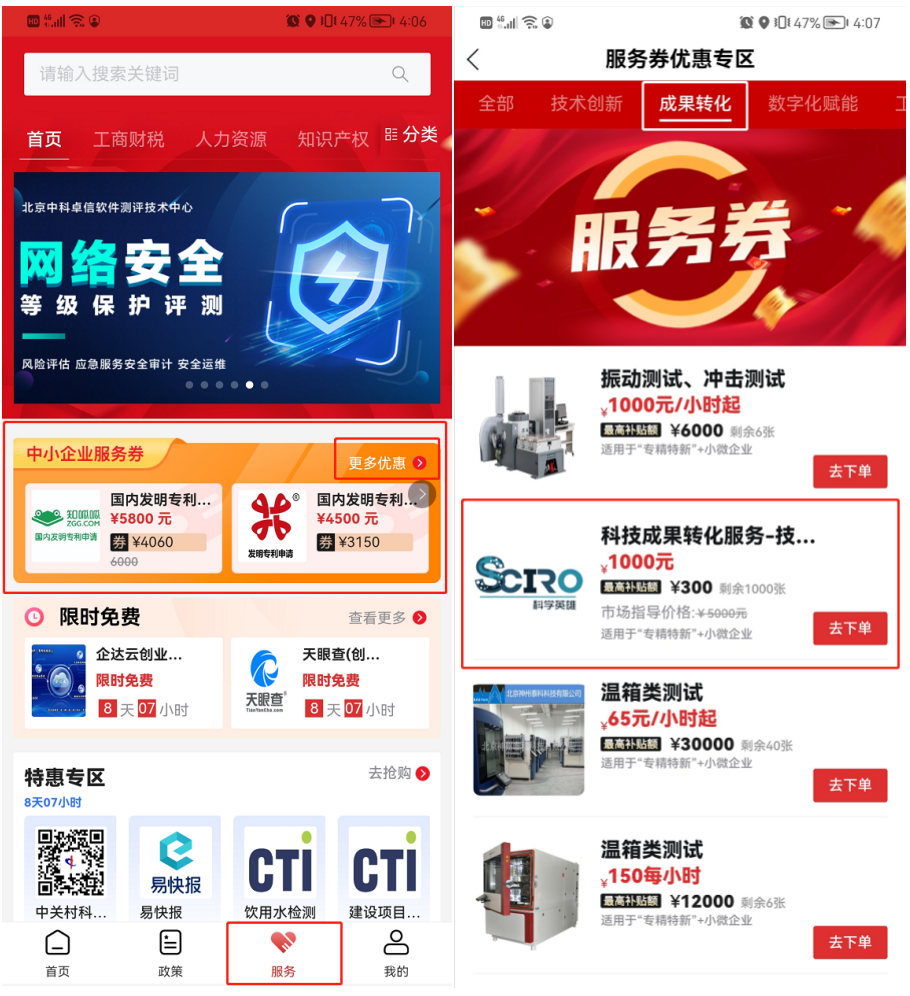 HD 4G 47% 4:06
请输入搜索关键词
首页 工商财税 人力资源 知识产权 分类
北京中科卓信软件测评技术中心
网络安全
等级保护评测
风险评估 应急服务安全审计 安全运维
中小企业服务券
更多优惠
知呱呱
ZGG.COM
国内发明专利申请
国内发明专利...
¥5800 元
券 ¥4060
6000
®
发明专利申请
国内发明专利...
¥4500 元
券 ¥3150
限时免费
查看更多
企达云创业...
限时免费
8 天 07 小时
天眼查®
TianYanCha.com
天眼查(创...
限时免费
8 天 07 小时
特惠专区
去抢购
8天07小时
易快报
CTi
CTi
中关村科... 易快报 饮用水检测 建设项目...
首页 政策 服务 我的
HD 4G 47% 4:07
服务券优惠专区
全部 技术创新 成果转化 数字化赋能 工
服务券
振动测试、冲击测试
¥1000元/小时起
最高补贴额 ¥6000 剩余6张
适用于“专精特新”+小微企业
去下单
SCIRO
科学英雄
科技成果转化服务-技...
¥1000元
最高补贴额 ¥300 剩余1000张
市场指导价格:¥5000元
适用于“专精特新”+小微企业
去下单
北京神州泰科科技有限公司
温箱类测试
¥65元/小时起
最高补贴额 ¥30000 剩余40张
适用于“专精特新”+小微企业
去下单
温箱类测试
¥150每小时
最高补贴额 ¥12000 剩余6张
适用于“专精特新”+小微企业
去下单